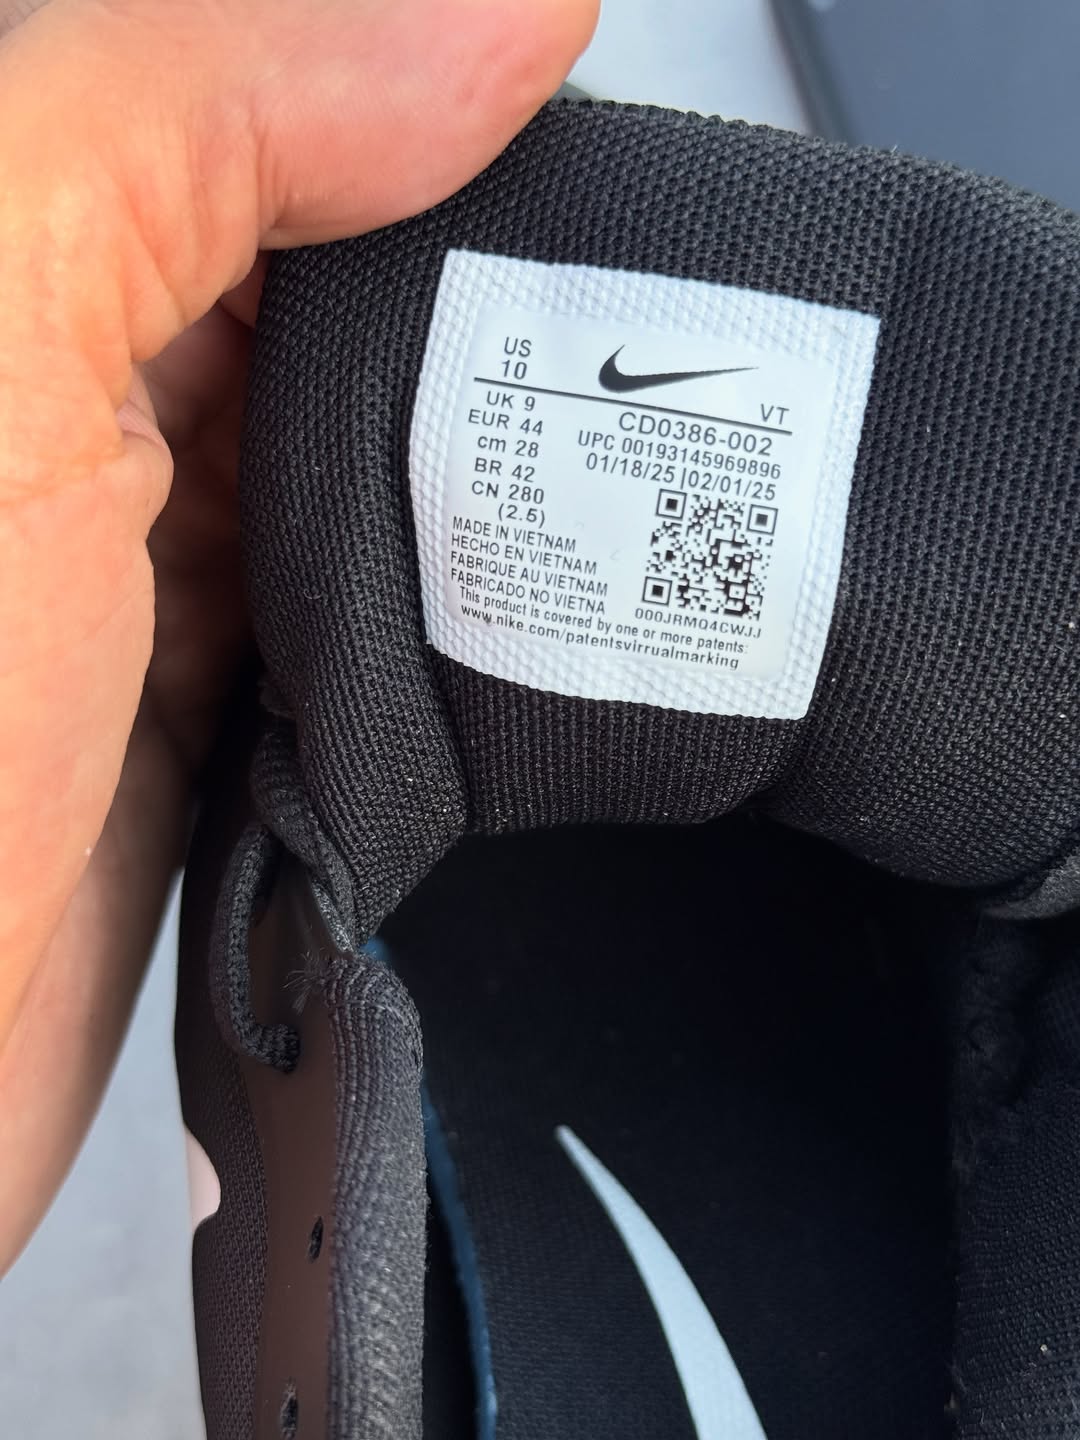 US
10
VT
UK 9
EUR 44
cm 28
BR 42
CN 280
(2.5)
CD0386-002
UPC 00193145969896
01/18/25 |02/01/25
MADE IN VIETNAM
HECHO EN VIETNAM
FABRIQUE AU VIETNAM
FABRICADO NO VIETNA
000JRM04CWJJ
This product is covered by one or more patents:
www.nike.com/patentsvirrualmarking